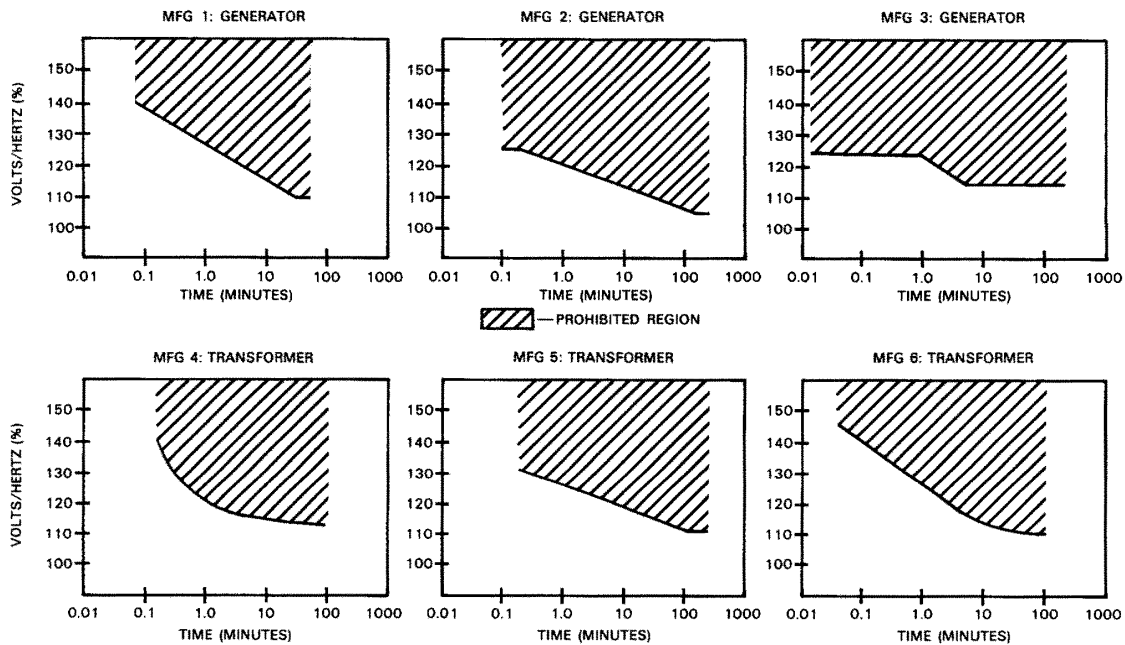 MFG 1: GENERATOR
MFG 2: GENERATOR
MFG 3: GENERATOR
VOLTS/HERTZ (%)
150
140
130
120
110
100
0.01 0.1 1.0 10 100 1000
TIME (MINUTES)
150
140
130
120
110
100
0.01 0.1 1.0 10 100 1000
TIME (MINUTES)
150
140
130
120
110
100
0.01 0.1 1.0 10 100 1000
TIME (MINUTES)
—PROHIBITED REGION
MFG 4: TRANSFORMER
MFG 5: TRANSFORMER
MFG 6: TRANSFORMER
VOLTS/HERTZ (%)
150
140
130
120
110
100
0.01 0.1 1.0 10 100 1000
TIME (MINUTES)
150
140
130
120
110
100
0.01 0.1 1.0 10 100 1000
TIME (MINUTES)
150
140
130
120
110
100
0.01 0.1 1.0 10 100 1000
TIME (MINUTES)